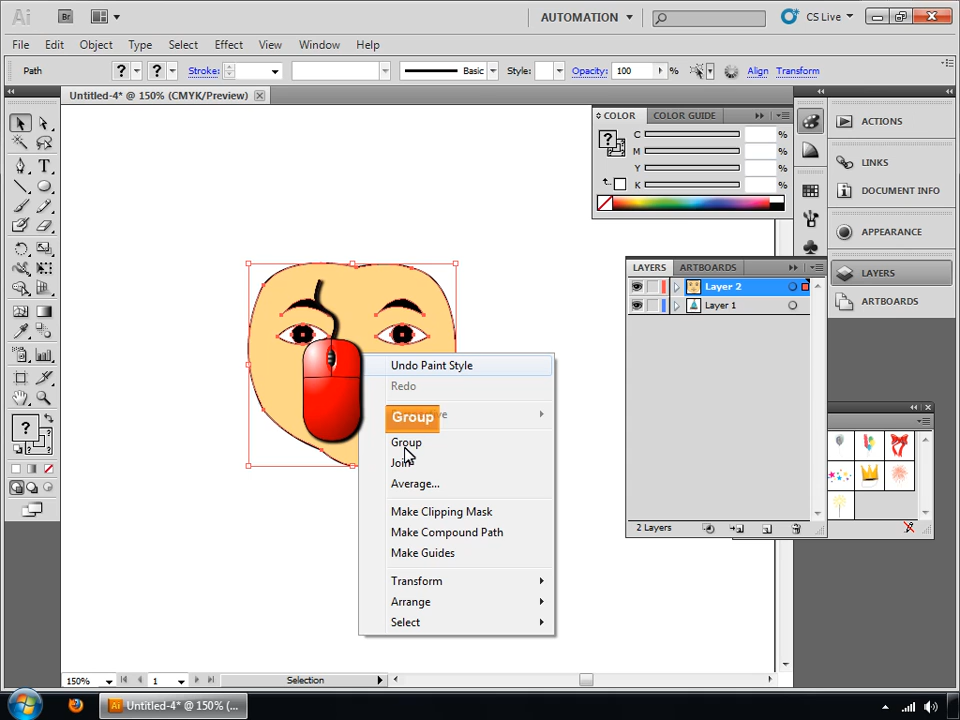 Ai
Br
AUTOMATION
CS Live
File
Edit
Object
Type
Select
Effect
View
Window
Help
Path
?
?
Stroke:
Basic
Style:
Opacity:
100
%
Align
Transform
Untitled-4* @ 150% (CMYK/Preview)
COLOR
COLOR GUIDE
?
C
%
M
%
Y
%
K
%
ACTIONS
LINKS
DOCUMENT INFO
APPEARANCE
LAYERS
ARTBOARDS
LAYERS
ARTBOARDS
Layer 2
Layer 1
2 Layers
T
?
Undo Paint Style
Redo
Group
Group
Join
Average...
Make Clipping Mask
Make Compound Path
Make Guides
Transform
Arrange
Select
150%
1
Selection
Ai
Untitled-4* @ 150% (...